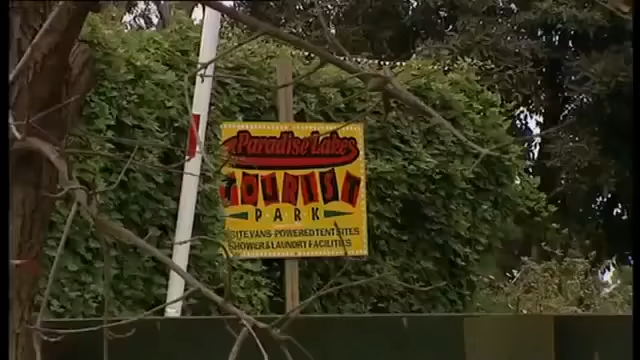 Paradise Lakes
TOURIST
PARK
SITE VANS-POWERED TENT SITES
SHOWER & LAUNDRY FACILITIES